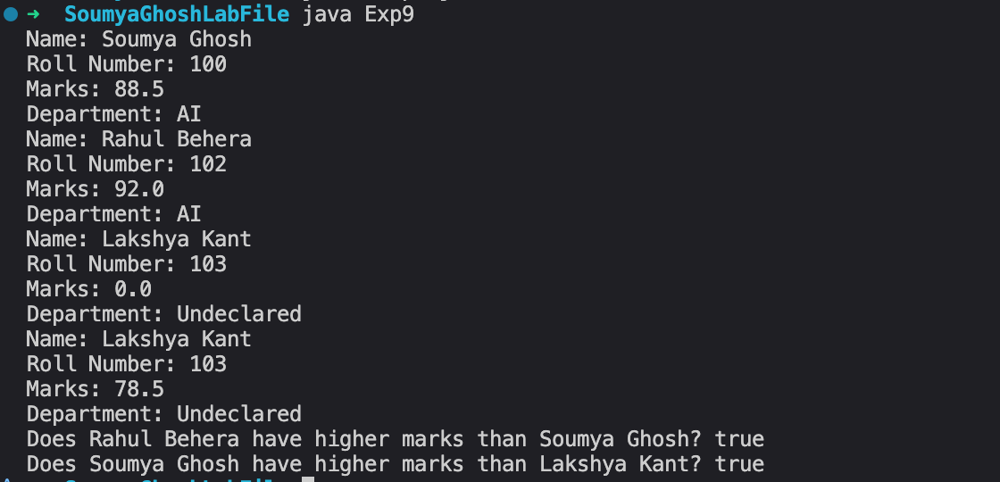 ➜ SoumyaGhoshLabFile java Exp9
Name: Soumya Ghosh
Roll Number: 100
Marks: 88.5
Department: AI
Name: Rahul Behera
Roll Number: 102
Marks: 92.0
Department: AI
Name: Lakshya Kant
Roll Number: 103
Marks: 0.0
Department: Undeclared
Name: Lakshya Kant
Roll Number: 103
Marks: 78.5
Department: Undeclared
Does Rahul Behera have higher marks than Soumya Ghosh? true
Does Soumya Ghosh have higher marks than Lakshya Kant? true